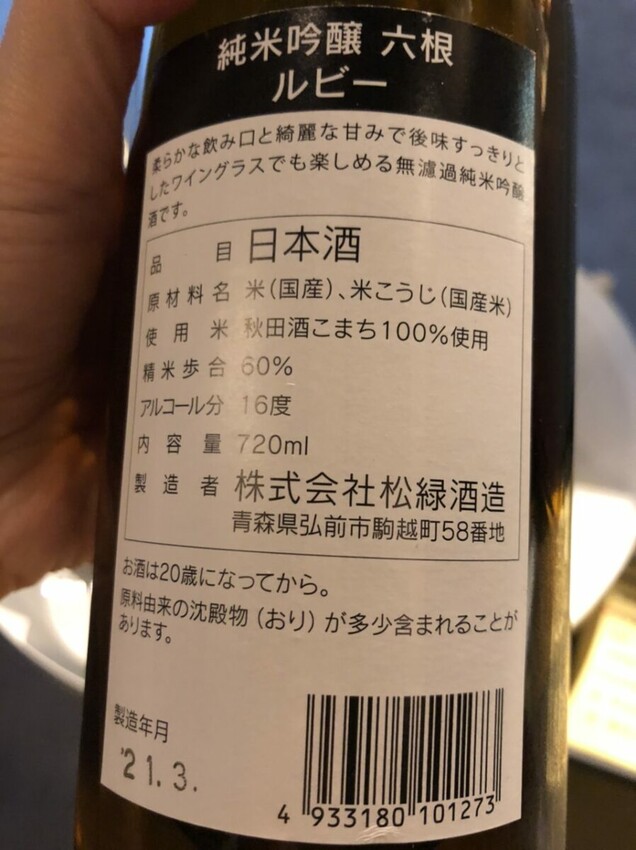 純米吟醸 六根
ルビー
柔らかな飲み口と綺麗な甘みで後味すっきりと
したワイングラスでも楽しめる無濾過純米吟醸
酒です。
品目 日本酒
原材料名 米(国産)、米こうじ(国産米)
使用米 秋田酒こまち100%使用
精米歩合 60%
アルコール分 16度
内容量 720ml
製造者 株式会社松緑酒造
青森県弘前市駒越町58番地
お酒は20歳になってから。
原料由来の沈殿物(おり)が多少含まれることが
あります。
製造年月
'21.3.
4 933180 101273